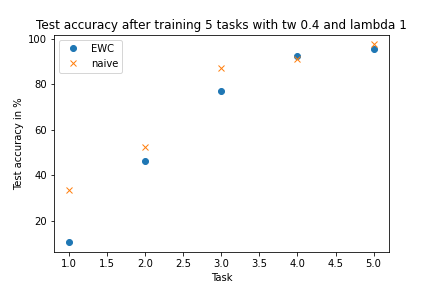 Test accuracy after training 5 tasks with tw 0.4 and lambda 1
EWC
naive
Test accuracy in %
100
80
60
40
20
1.0 1.5 2.0 2.5 3.0 3.5 4.0 4.5 5.0
Task